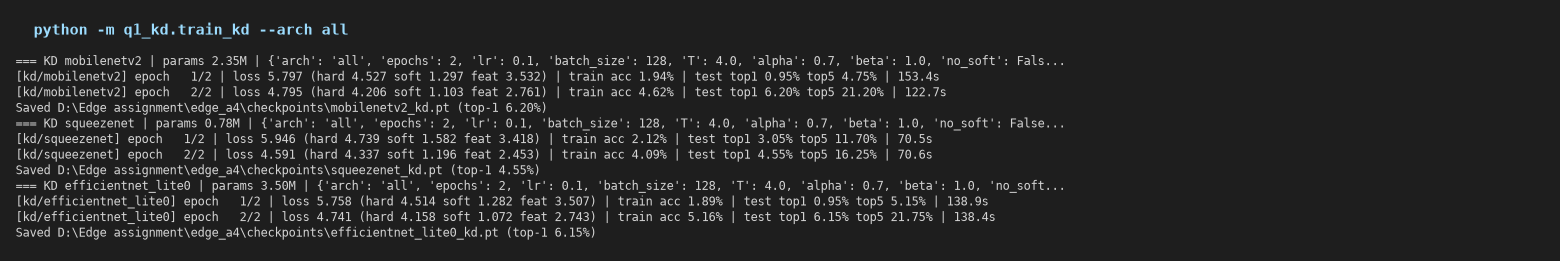 python -m q1_kd.train_kd --arch all
=== KD mobilenetv2 | params 2.35M | {'arch': 'all', 'epochs': 2, 'lr': 0.1, 'batch_size': 128, 'T': 4.0, 'alpha': 0.7, 'beta': 1.0, 'no_soft': Fals...
[kd/mobilenetv2] epoch   1/2 | loss 5.797 (hard 4.527 soft 1.297 feat 3.532) | train acc 1.94% | test top1 0.95% top5 4.75% | 153.4s
[kd/mobilenetv2] epoch   2/2 | loss 4.795 (hard 4.206 soft 1.103 feat 2.761) | train acc 4.62% | test top1 6.20% top5 21.20% | 122.7s
Saved D:\Edge assignment\edge_a4\checkpoints\mobilenetv2_kd.pt (top-1 6.20%)
=== KD squeezenet | params 0.78M | {'arch': 'all', 'epochs': 2, 'lr': 0.1, 'batch_size': 128, 'T': 4.0, 'alpha': 0.7, 'beta': 1.0, 'no_soft': False...
[kd/squeezenet] epoch   1/2 | loss 5.946 (hard 4.739 soft 1.582 feat 3.418) | train acc 2.12% | test top1 3.05% top5 11.70% | 70.5s
[kd/squeezenet] epoch   2/2 | loss 4.591 (hard 4.337 soft 1.196 feat 2.453) | train acc 4.09% | test top1 4.55% top5 16.25% | 70.6s
Saved D:\Edge assignment\edge_a4\checkpoints\squeezenet_kd.pt (top-1 4.55%)
=== KD efficientnet_lite0 | params 3.50M | {'arch': 'all', 'epochs': 2, 'lr': 0.1, 'batch_size': 128, 'T': 4.0, 'alpha': 0.7, 'beta': 1.0, 'no_soft...
[kd/efficientnet_lite0] epoch   1/2 | loss 5.758 (hard 4.514 soft 1.282 feat 3.507) | train acc 1.89% | test top1 0.95% top5 5.15% | 138.9s
[kd/efficientnet_lite0] epoch   2/2 | loss 4.741 (hard 4.158 soft 1.072 feat 2.743) | train acc 5.16% | test top1 6.15% top5 21.75% | 138.4s
Saved D:\Edge assignment\edge_a4\checkpoints\efficientnet_lite0_kd.pt (top-1 6.15%)